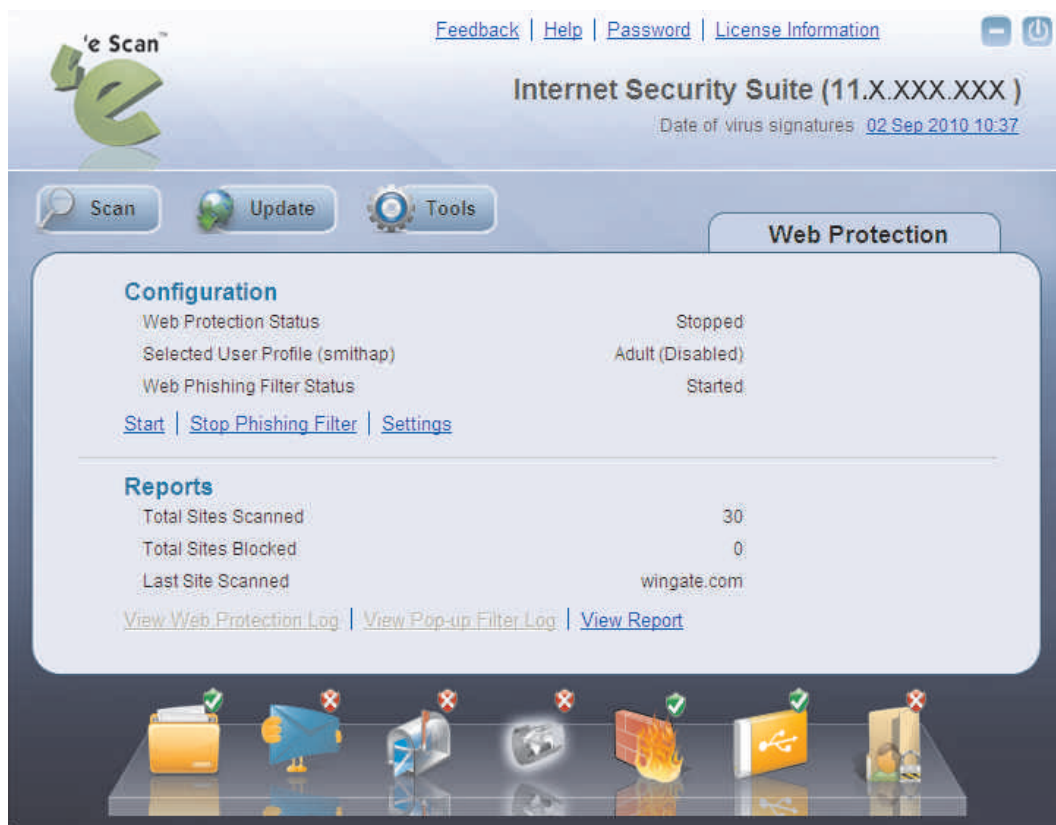 'e Scan™
Feedback | Help | Password | License Information
Internet Security Suite (11.X.XXX.XXX )
Date of virus signatures 02 Sep 2010 10:37
Scan
Update
Tools
Web Protection
Configuration
Web Protection Status Stopped
Selected User Profile (smithap) Adult (Disabled)
Web Phishing Filter Status Started
Start | Stop Phishing Filter | Settings
Reports
Total Sites Scanned 30
Total Sites Blocked 0
Last Site Scanned wingate.com
View Web Protection Log | View Pop-up Filter Log | View Report